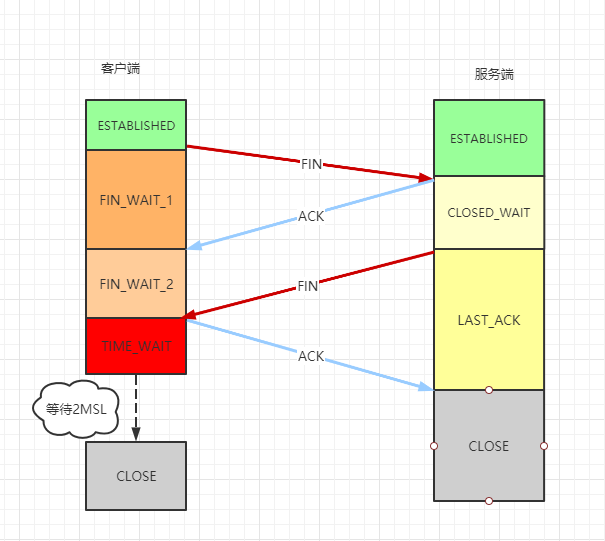 客户端
服务端
ESTABLISHED
ESTABLISHED
FIN
FIN_WAIT_1
CLOSED_WAIT
ACK
FIN_WAIT_2
FIN
LAST_ACK
TIME_WAIT
ACK
等待2MSL
CLOSE
CLOSE